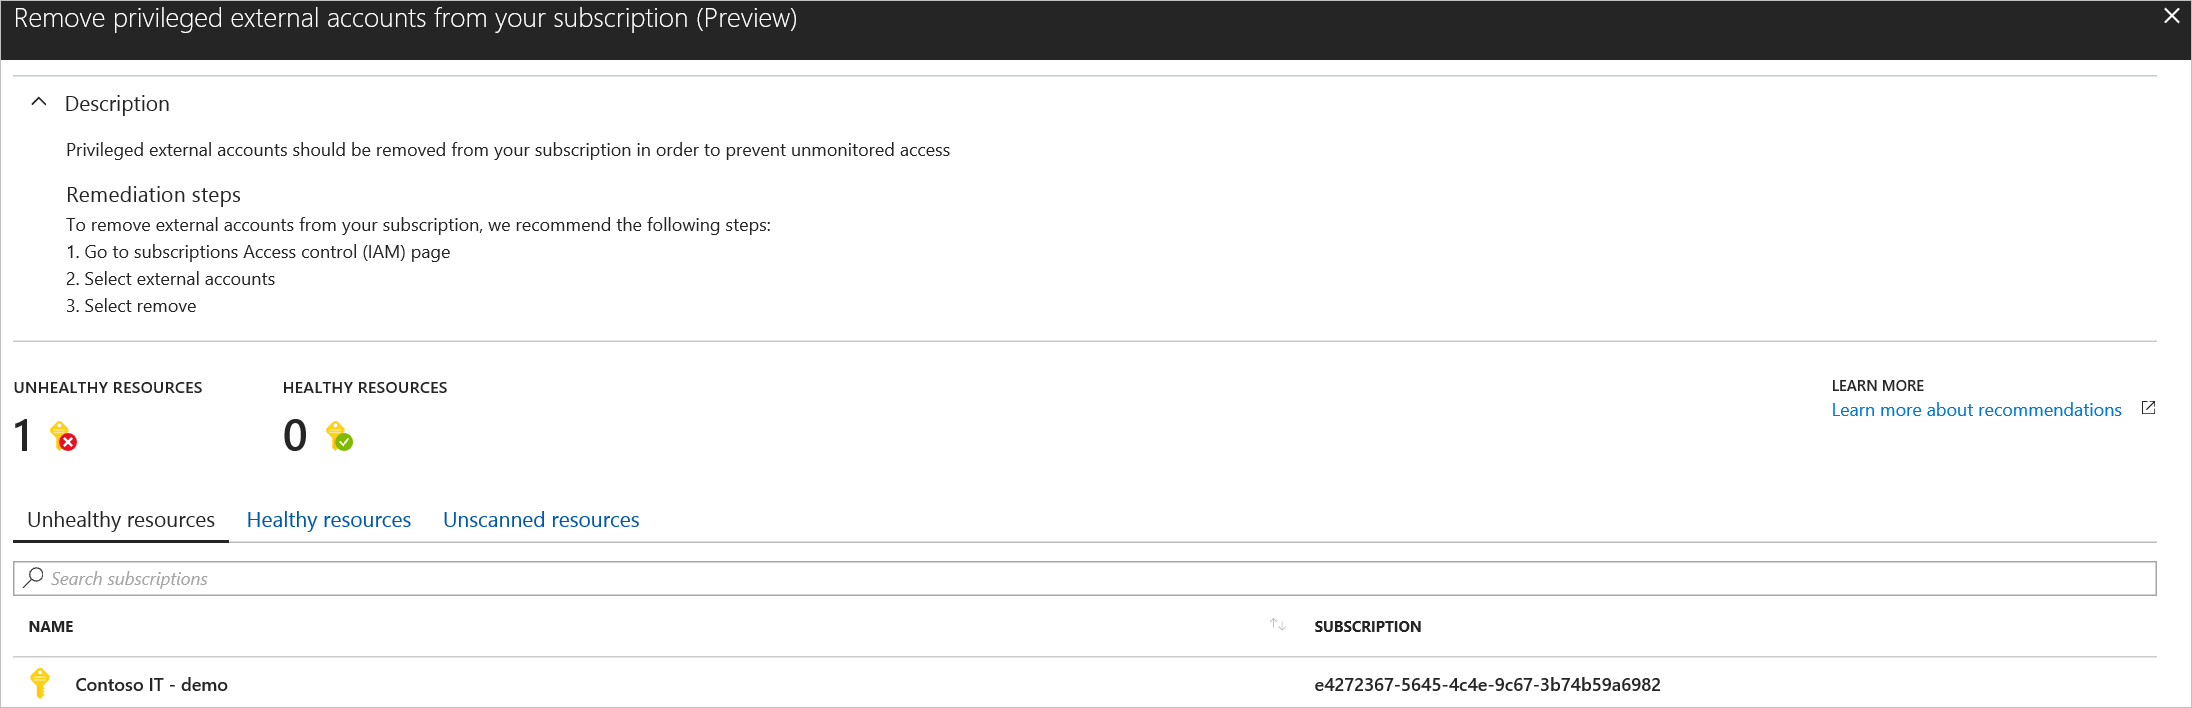 Remove privileged external accounts from your subscription (Preview)
Description
Privileged external accounts should be removed from your subscription in order to prevent unmonitored access
Remediation steps
To remove external accounts from your subscription, we recommend the following steps:
1. Go to subscriptions Access control (IAM) page
2. Select external accounts
3. Select remove
UNHEALTHY RESOURCES
1
HEALTHY RESOURCES
0
LEARN MORE
Learn more about recommendations
Unhealthy resources Healthy resources Unscanned resources
Search subscriptions
NAME SUBSCRIPTION
Contoso IT - demo e4272367-5645-4c4e-9c67-3b74b59a6982